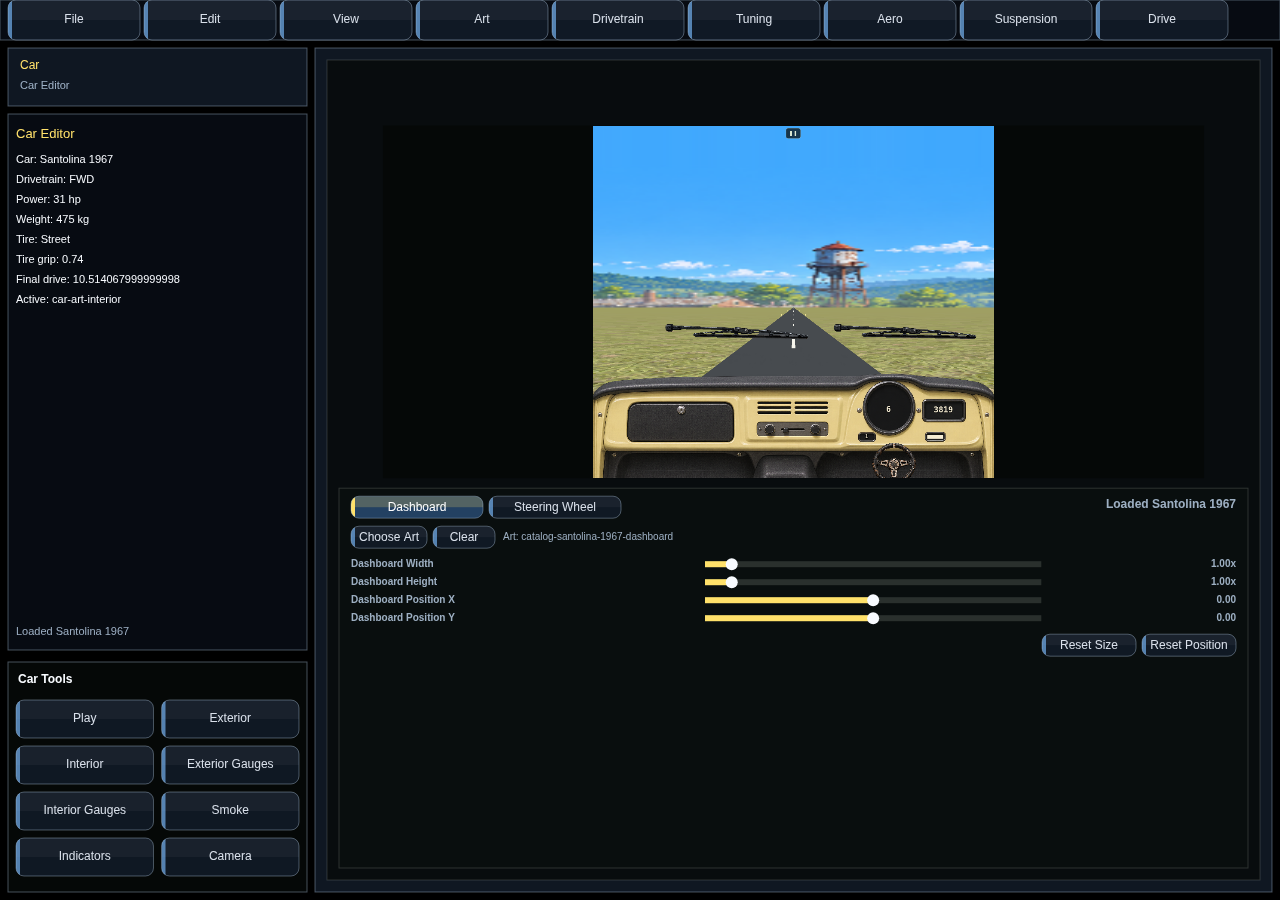 File
Edit
View
Art
Drivetrain
Tuning
Aero
Suspension
Drive
Car
Car Editor
Car Editor
Car: Santolina 1967
Drivetrain: FWD
Power: 31 hp
Weight: 475 kg
Tire: Street
Tire grip: 0.74
Final drive: 10.514067999999998
Active: car-art-interior
Loaded Santolina 1967
Car Tools
Play
Exterior
Interior
Exterior Gauges
Interior Gauges
Smoke
Indicators
Camera
6
3819
1
Dashboard
Steering Wheel
Loaded Santolina 1967
Choose Art
Clear
Art: catalog-santolina-1967-dashboard
Dashboard Width 1.00x
Dashboard Height 1.00x
Dashboard Position X 0.00
Dashboard Position Y 0.00
Reset Size
Reset Position